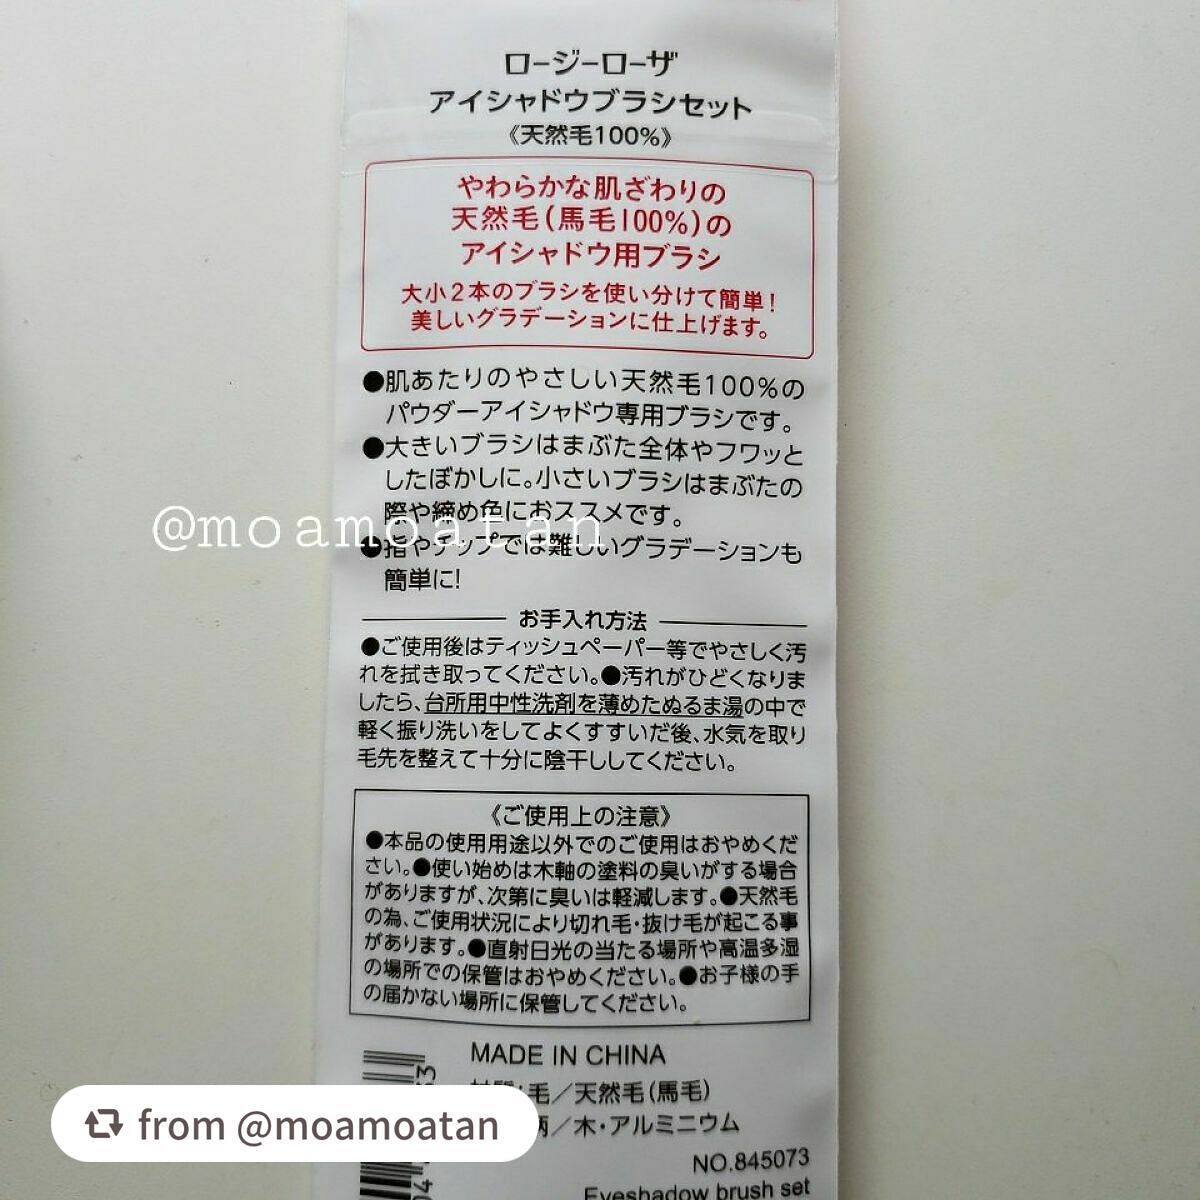 ロージーローザ
アイシャドウブラシセット
《天然毛100%》
やわらかな肌ざわりの
天然毛(馬毛100%)の
アイシャドウ用ブラシ
大小2本のブラシを使い分けて簡単!
美しいグラデーションに仕上げます。
●肌あたりのやさしい天然毛100%の
パウダーアイシャドウ専用ブラシです。
●大きいブラシはまぶた全体やフワッと
したぼかしに。小さいブラシはまぶたの
際や締め色におススメです。
@moamoatan
●指やチップでは難しいグラデーションも
簡単に!
お手入れ方法
●ご使用後はティッシュペーパー等でやさしく汚
れを拭き取ってください。●汚れがひどくなりま
したら、台所用中性洗剤を薄めたぬるま湯の中で
軽く振り洗いをしてよくすすいだ後、水気を取り
毛先を整えて十分に陰干ししてください。
《ご使用上の注意》
●本品の使用用途以外でのご使用はおやめくだ
さい。●使い始めは木軸の塗料の臭いがする場合
がありますが、次第に臭いは軽減します。●天然毛
の為、ご使用状況により切れ毛・抜け毛が起こる事
があります。●直射日光の当たる場所や高温多湿
の場所での保管はおやめください。●お子様の手
の届かない場所に保管してください。
MADE IN CHINA
毛/天然毛(馬毛)
柄/木・アルミニウム
from @moamoatan
NO.845073
Eyeshadow brush set